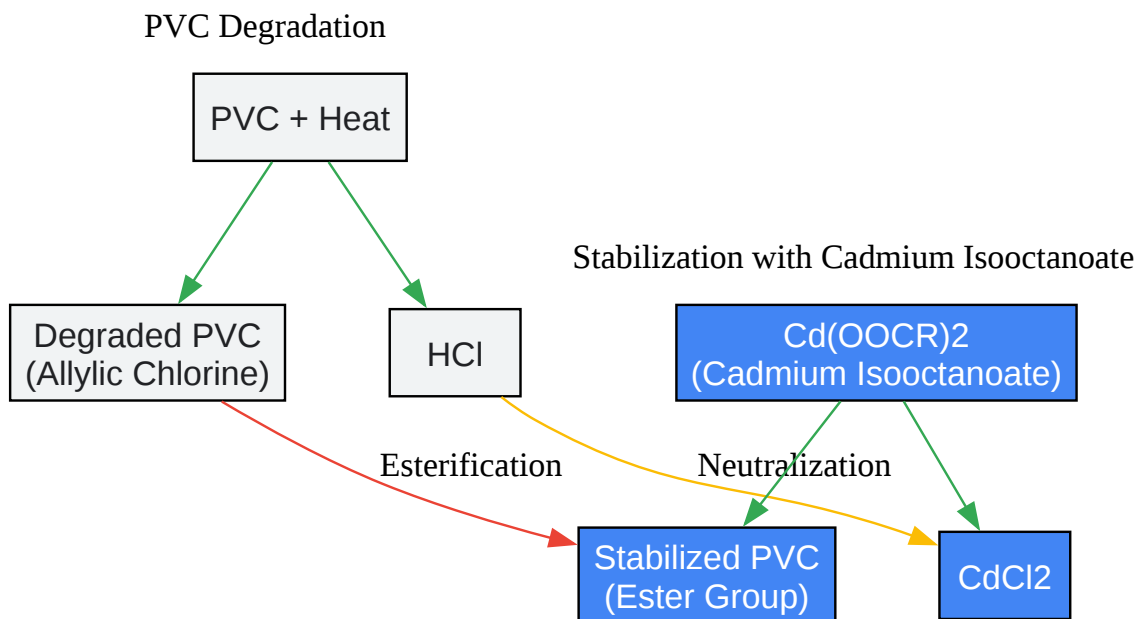 PVC Degradation
PVC + Heat
Stabilization with Cadmium Isooctanoate
Degraded PVC
(Allylic Chlorine)
HCl
Cd(OOCR)2
(Cadmium Isooctanoate)
Esterification
Neutralization
Stabilized PVC
(Ester Group)
CdCl2